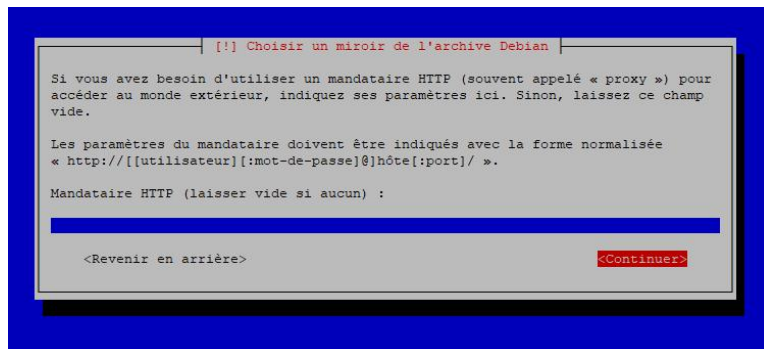 [!] Choisir un miroir de l'archive Debian
Si vous avez besoin d'utiliser un mandataire HTTP (souvent appelé « proxy ») pour
accéder au monde extérieur, indiquez ses paramètres ici. Sinon, laissez ce champ
vide.
Les paramètres du mandataire doivent être indiqués avec la forme normalisée
« http://[[utilisateur][:mot-de-passe]@]hôte[:port]/ ».
Mandataire HTTP (laisser vide si aucun) :
<Revenir en arrière> <Continuer>